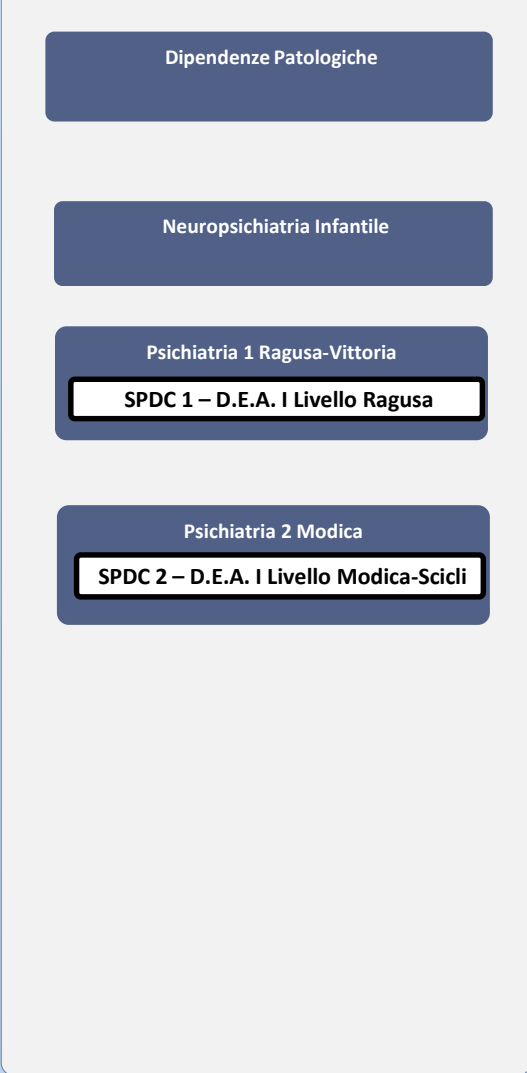 Dipendenze Patologiche
Neuropsichiatria Infantile
Psichiatria 1 Ragusa-Vittoria
SPDC 1 – D.E.A. I Livello Ragusa
Psichiatria 2 Modica
SPDC 2 – D.E.A. I Livello Modica-Scicli